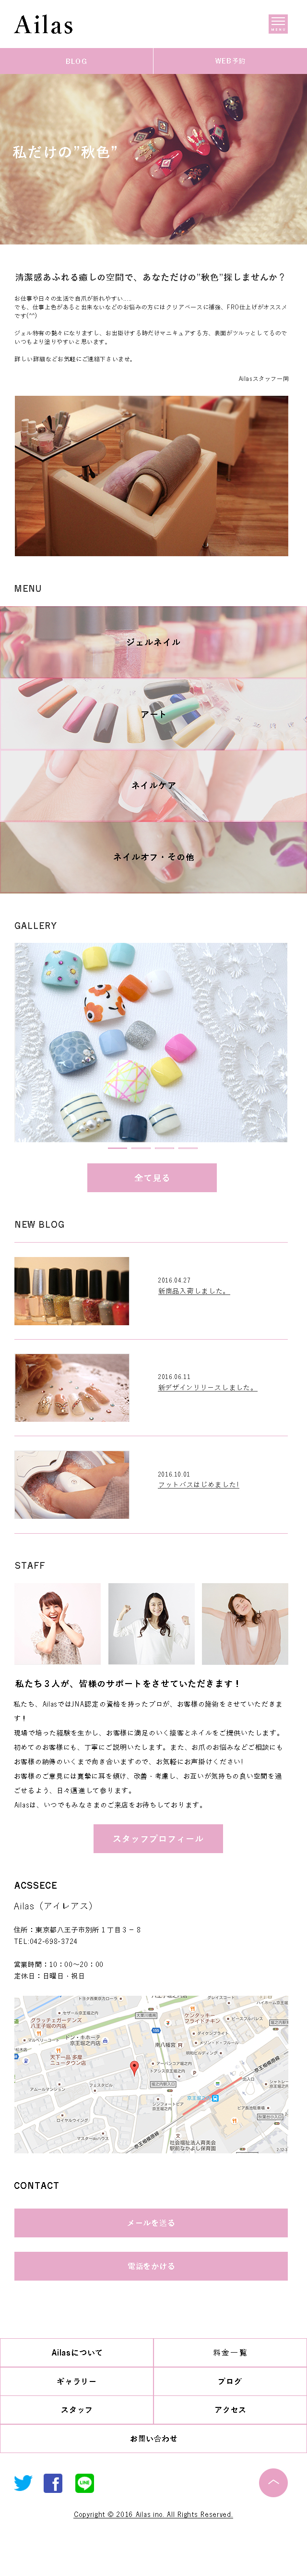 Ailas
MENU
BLOG
WEB予約
私だけの”秋色”
清潔感あふれる癒しの空間で、あなただけの”秋色”探しませんか？
お仕事や日々の生活で自爪が折れやすい...
でも、仕事上色があると出来ないなどのお悩みの方にはクリアベースに補強、FRO仕上げがオススメ
です(^^)
ジェル特有の艶々になりますし、お出掛けする時だけマニキュアする方、表面がツルッとしてるので
いつもより塗りやすいと思います。
詳しい詳細などお気軽にご連絡下さいませ。
Ailasスタッフ一同
MENU
ジェルネイル
アート
ネイルケア
ネイルオフ・その他
GALLERY
全て見る
NEW BLOG
2016.04.27
新商品入荷しました。
2016.06.11
新デザインリリースしました。
2016.10.01
フットバスはじめました!
STAFF
私たち３人が、皆様のサポートをさせていただきます！
私たち、AilasではJNA認定の資格を持ったプロが、お客様の施術をさせていただきま
す！
現場で培った経験を生かし、お客様に満足のいく接客とネイルをご提供いたします。
初めてのお客様にも、丁寧にご説明いたします。また、お爪のお悩みなどご相談にも
お客様の納得のいくまで向き合いますので、お気軽にお声掛けください！
お客様のご意見には真摯に耳を傾け、改善・考慮し、お互いが気持ちの良い空間を過
ごせるよう、日々邁進して参ります。
Ailasは、いつでもみなさまのご来店をお待ちしております。
スタッフプロフィール
ACSSECE
Ailas（アイレアス）
住所：東京都八王子市別所１丁目３−８
TEL:042-698-3724
営業時間：10：00〜20：00
定休日：日曜日・祝日
CONTACT
メールを送る
電話をかける
Ailasについて
料金一覧
ギャラリー
ブログ
スタッフ
アクセス
お問い合わせ
LINE
Copyright © 2016 Ailas inc. All Rights Reserved.